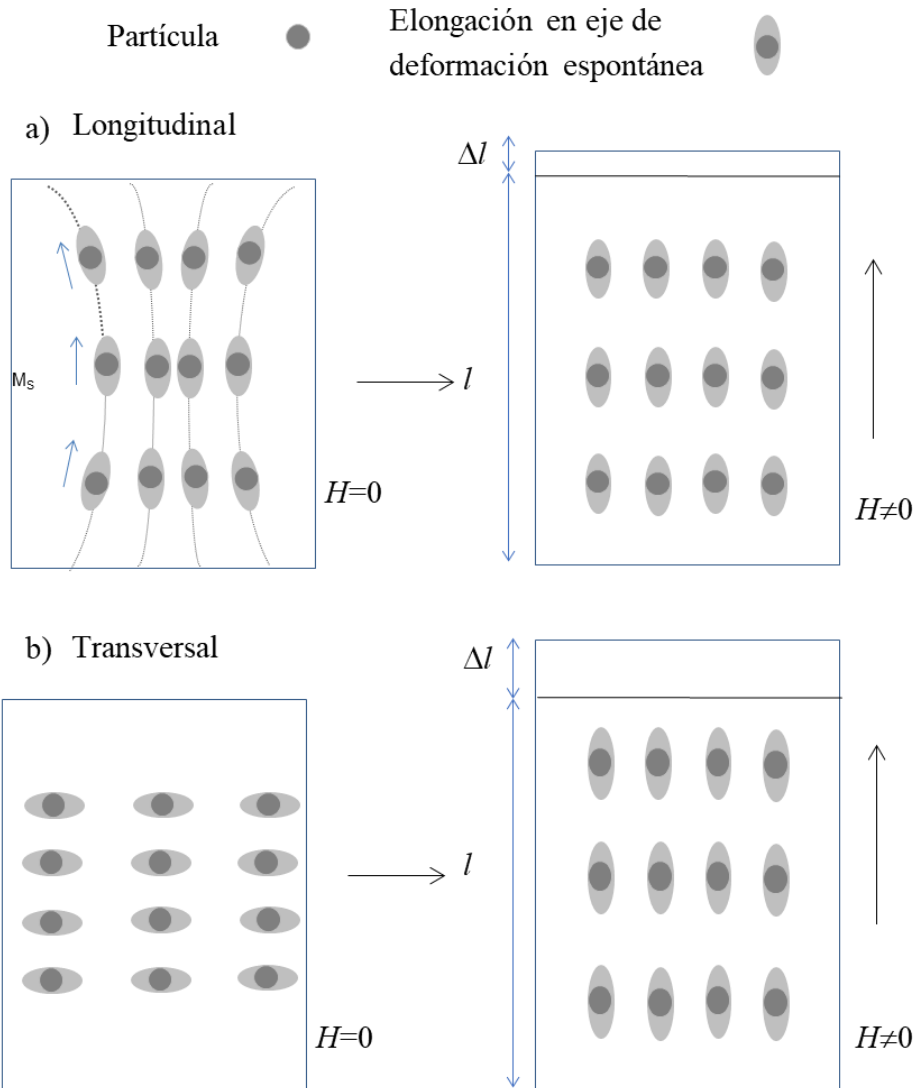 Partícula
Elongación en eje de
deformación espontánea
a) Longitudinal
Δl
Ms
l
H=0
H≠0
b) Transversal
Δl
l
H=0
H≠0